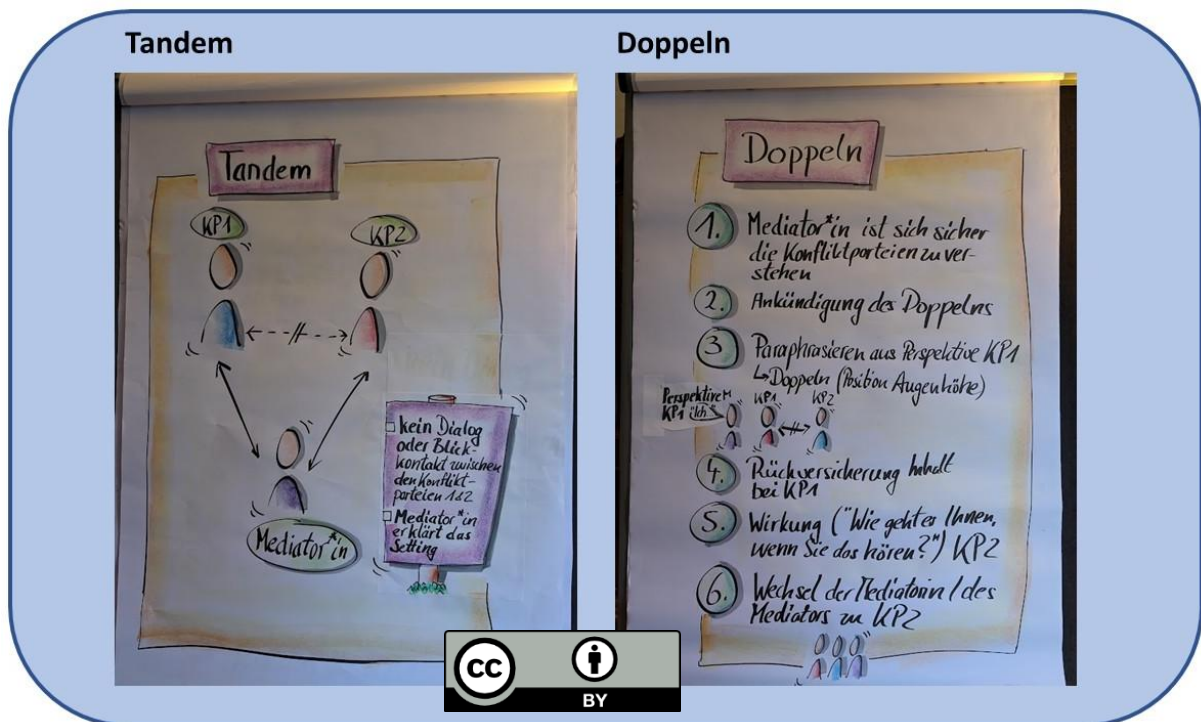 Tandem
Doppeln
Tandem
KP1
KP2
kein Dialog
oder Blick-
kontakt zwischen
den Konflikt-
parteien 1&2
Mediator*in
erklärt das
Setting
Mediator*in
Doppeln
1. Mediator*in ist sich sicher
die Konfliktparteien zu ver-
stehen
2. Ankündigung des Doppelns
3 Paraphrasieren aus Perspektive KP1
Doppeln (Position Augenhöhe)
Perspektive M
KP1 "ich"
KP1
KP2
4. Rückversicherung Inhalt
bei KP1
5. Wirkung ("Wie geht es Ihnen,
wenn Sie das hören?") KP2
6. Wechsel der Mediatorin / des
Mediators zu KP2
cc
BY